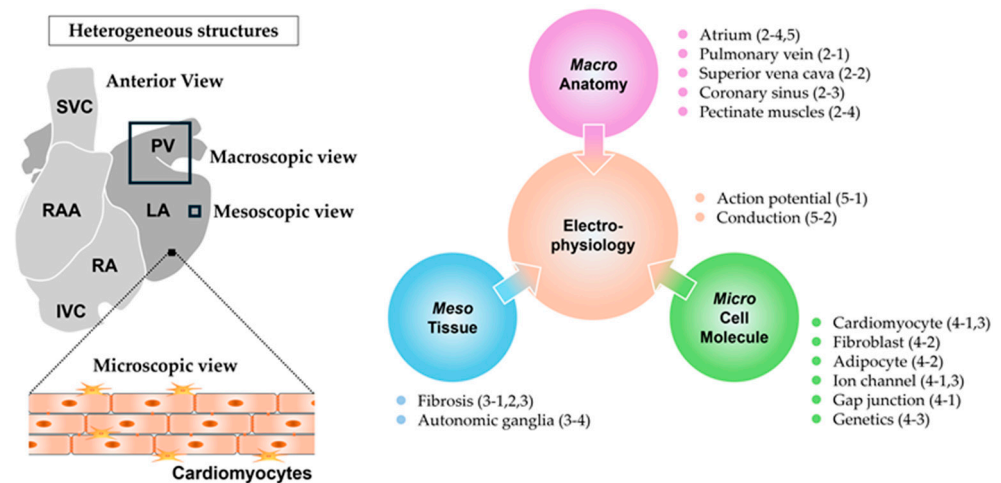 Heterogeneous structures
Anterior View
SVC
PV
Macroscopic view
RAA
LA
Mesoscopic view
RA
IVC
Microscopic view
Cardiomyocytes
Macro
Anatomy
Atrium (2-4,5)
Pulmonary vein (2-1)
Superior vena cava (2-2)
Coronary sinus (2-3)
Pectinate muscles (2-4)
Electro-
physiology
Action potential (5-1)
Conduction (5-2)
Meso
Tissue
Fibrosis (3-1,2,3)
Autonomic ganglia (3-4)
Micro
Cell
Molecule
Cardiomyocyte (4-1,3)
Fibroblast (4-2)
Adipocyte (4-2)
Ion channel (4-1,3)
Gap junction (4-1)
Genetics (4-3)